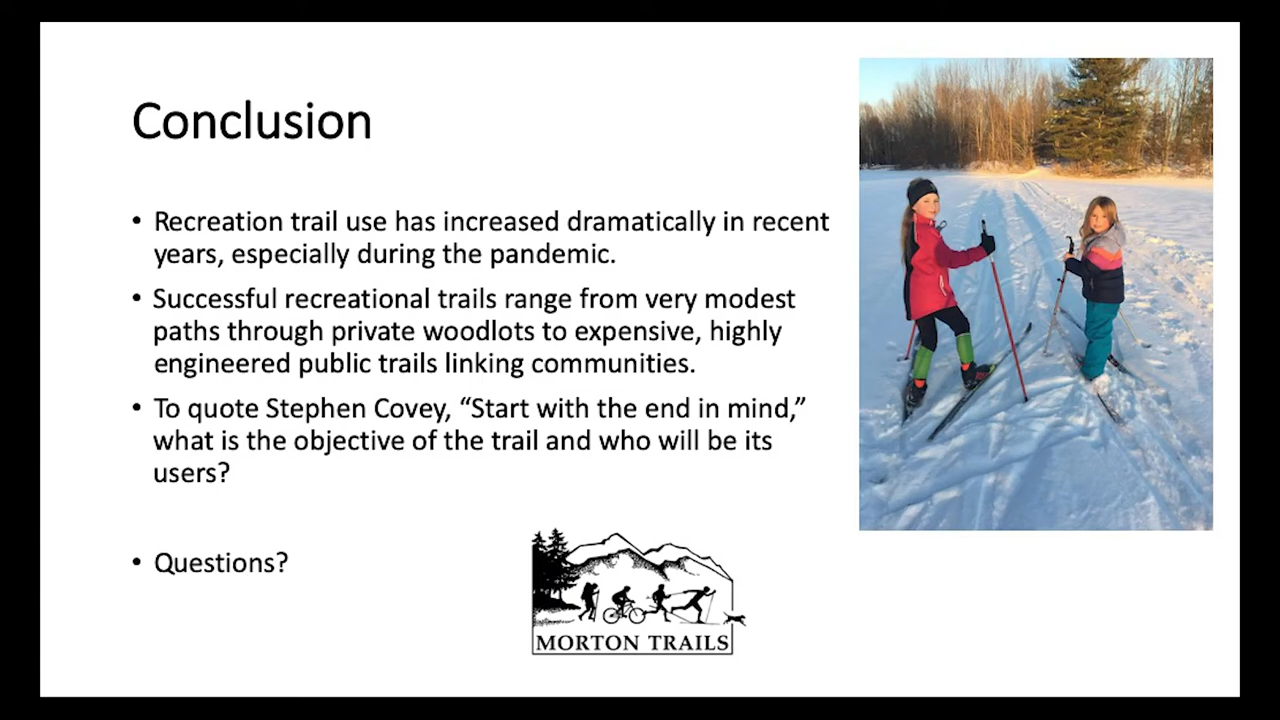 Conclusion
• Recreation trail use has increased dramatically in recent
years, especially during the pandemic.
• Successful recreational trails range from very modest
paths through private woodlots to expensive, highly
engineered public trails linking communities.
• To quote Stephen Covey, “Start with the end in mind,”
what is the objective of the trail and who will be its
users?
• Questions?
MORTON TRAILS